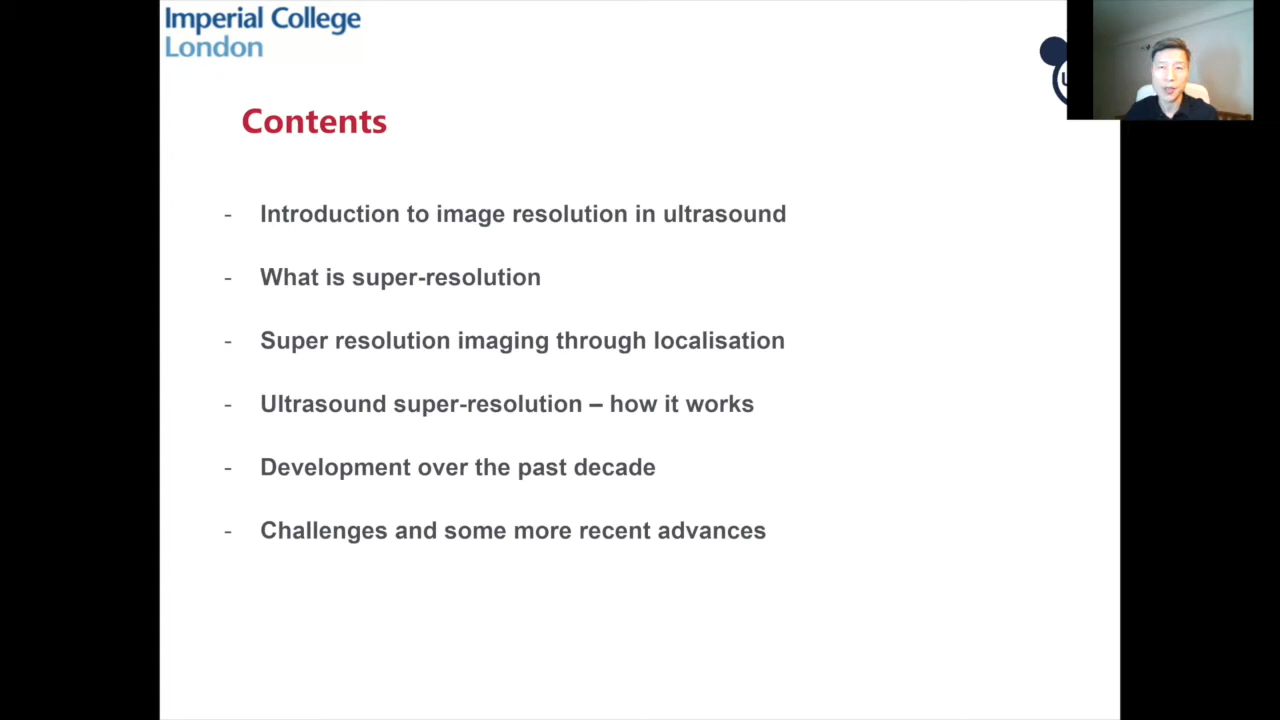 Imperial College
London
Contents
- Introduction to image resolution in ultrasound
- What is super-resolution
- Super resolution imaging through localisation
- Ultrasound super-resolution – how it works
- Development over the past decade
- Challenges and some more recent advances